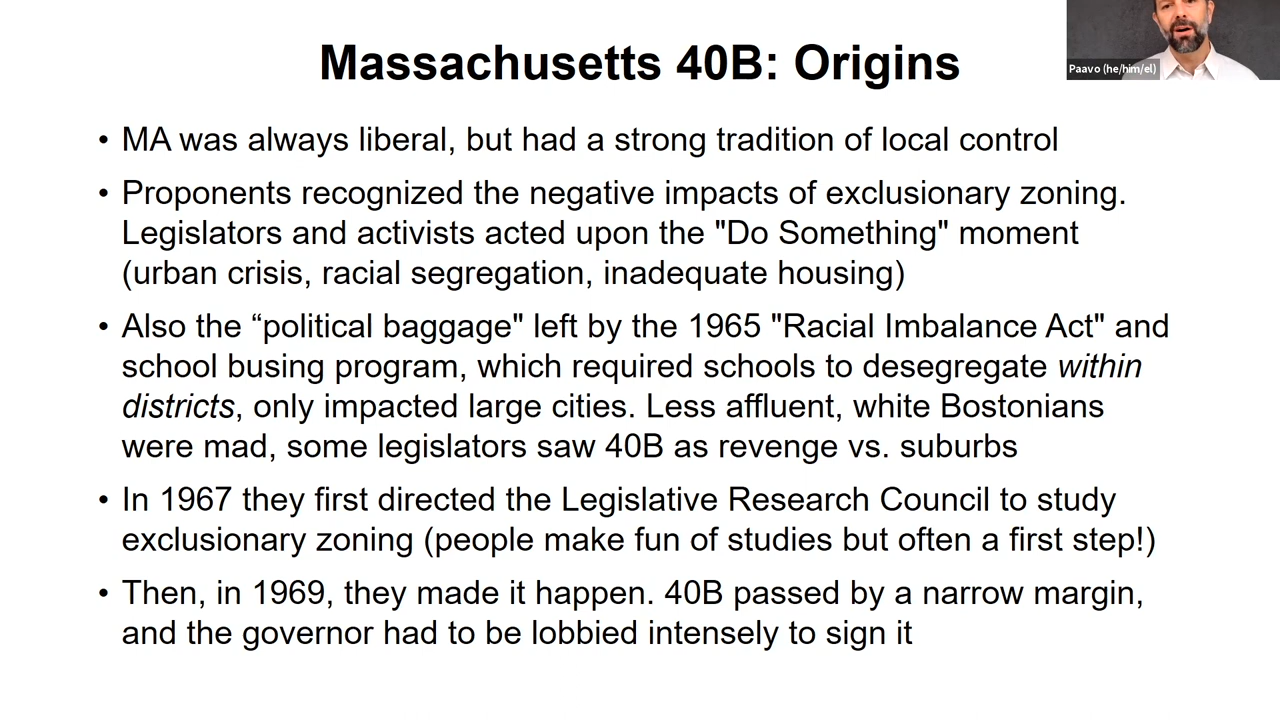 Massachusetts 40B: Origins
Paavo (he/him/el)
• MA was always liberal, but had a strong tradition of local control
• Proponents recognized the negative impacts of exclusionary zoning.
Legislators and activists acted upon the "Do Something" moment
(urban crisis, racial segregation, inadequate housing)
• Also the “political baggage" left by the 1965 "Racial Imbalance Act" and
school busing program, which required schools to desegregate within
districts, only impacted large cities. Less affluent, white Bostonians
were mad, some legislators saw 40B as revenge vs. suburbs
• In 1967 they first directed the Legislative Research Council to study
exclusionary zoning (people make fun of studies but often a first step!)
• Then, in 1969, they made it happen. 40B passed by a narrow margin,
and the governor had to be lobbied intensely to sign it